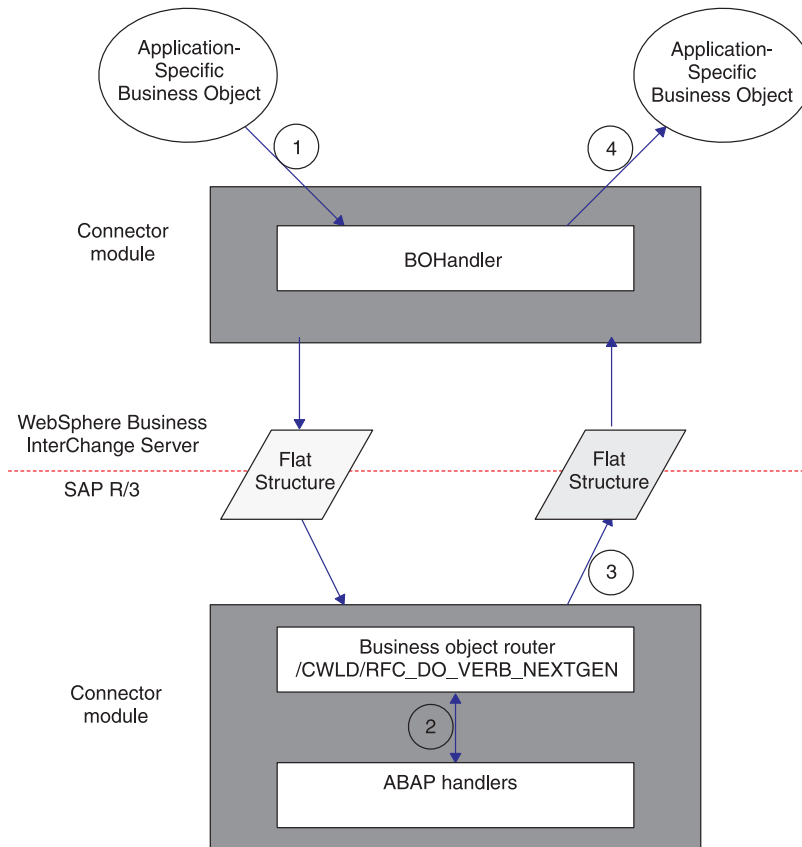 Application-
Specific
Business Object
Application-
Specific
Business Object
1
4
Connector
module
BOHandler
WebSphere Business
InterChange Server
Flat
Structure
Flat
Structure
SAP R/3
3
Business object router
/CWLD/RFC_DO_VERB_NEXTGEN
Connector
module
2
ABAP handlers